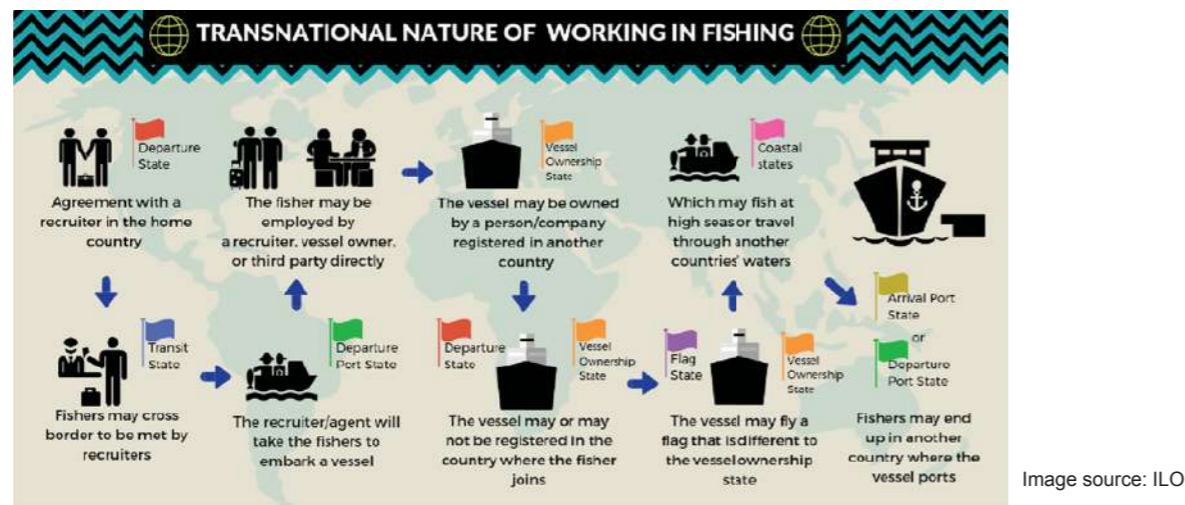 TRANSNATIONAL NATURE OF WORKING IN FISHING
Departure
State
Agreement with a
recruiter in the home
country
Transit
State
Fishers may cross
border to be met by
recruiters
Departure
Port State
The recruiter/agent will
take the fishers to
embark a vessel
The fisher may be
employed by
a recruiter, vessel owner,
or third party directly
Vessel
Ownership
State
The vessel may be owned
by a person/company
registered in another
country
Departure
State
Vessel
Ownership
State
The vessel may or may
not be registered in the
country where the fisher
joins
Flag
State
Vessel
Ownership
State
The vessel may fly a
flag that isdifferent to
the vesselownership
state
Coastal
states
Which may fish at
high seas or travel
through another
countries' waters
Arrival Port
State
or
Departure
Port State
Fishers may end
up in another
country where the
vessel ports
Image source: ILO